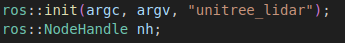 ros::init(argc, argv, "unitree_lidar");
ros::NodeHandle nh;